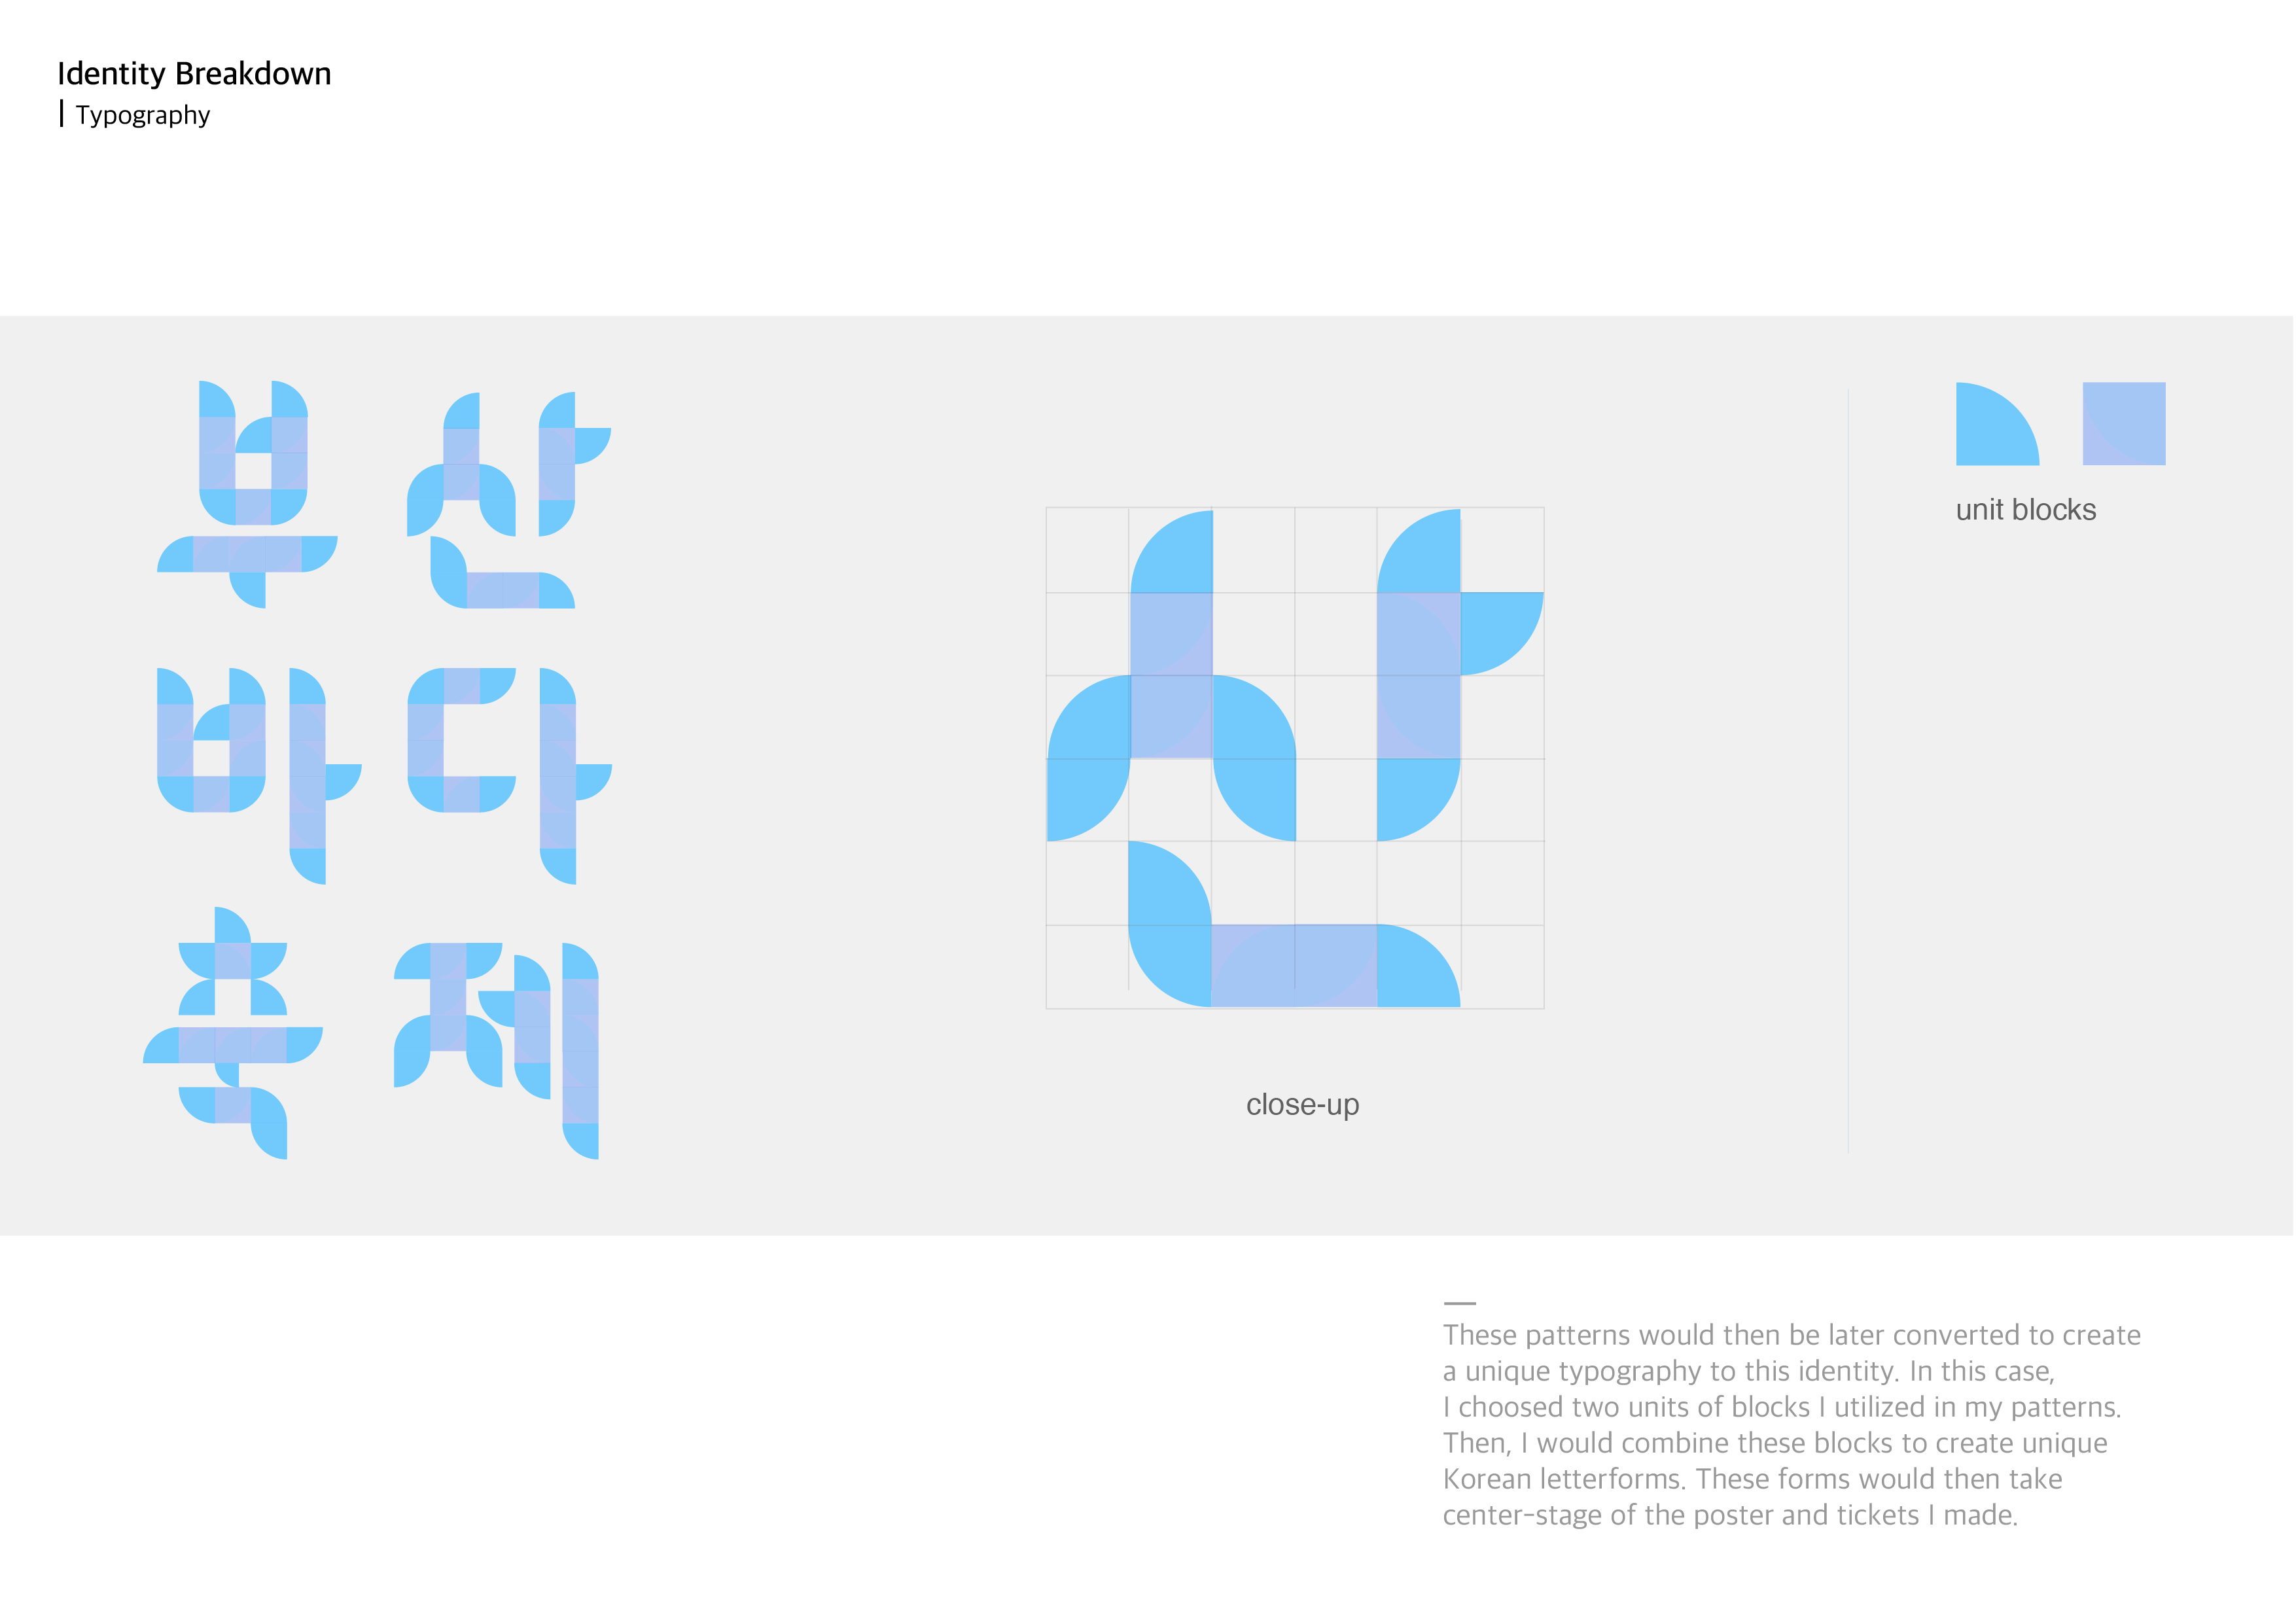 Identity Breakdown
Typography
부산
바다
축제
산
close-up
unit blocks
These patterns would then be later converted to create
a unique typography to this identity. In this case,
I choosed two units of blocks I utilized in my patterns.
Then, I would combine these blocks to create unique
Korean letterforms. These forms would then take
center-stage of the poster and tickets I made.